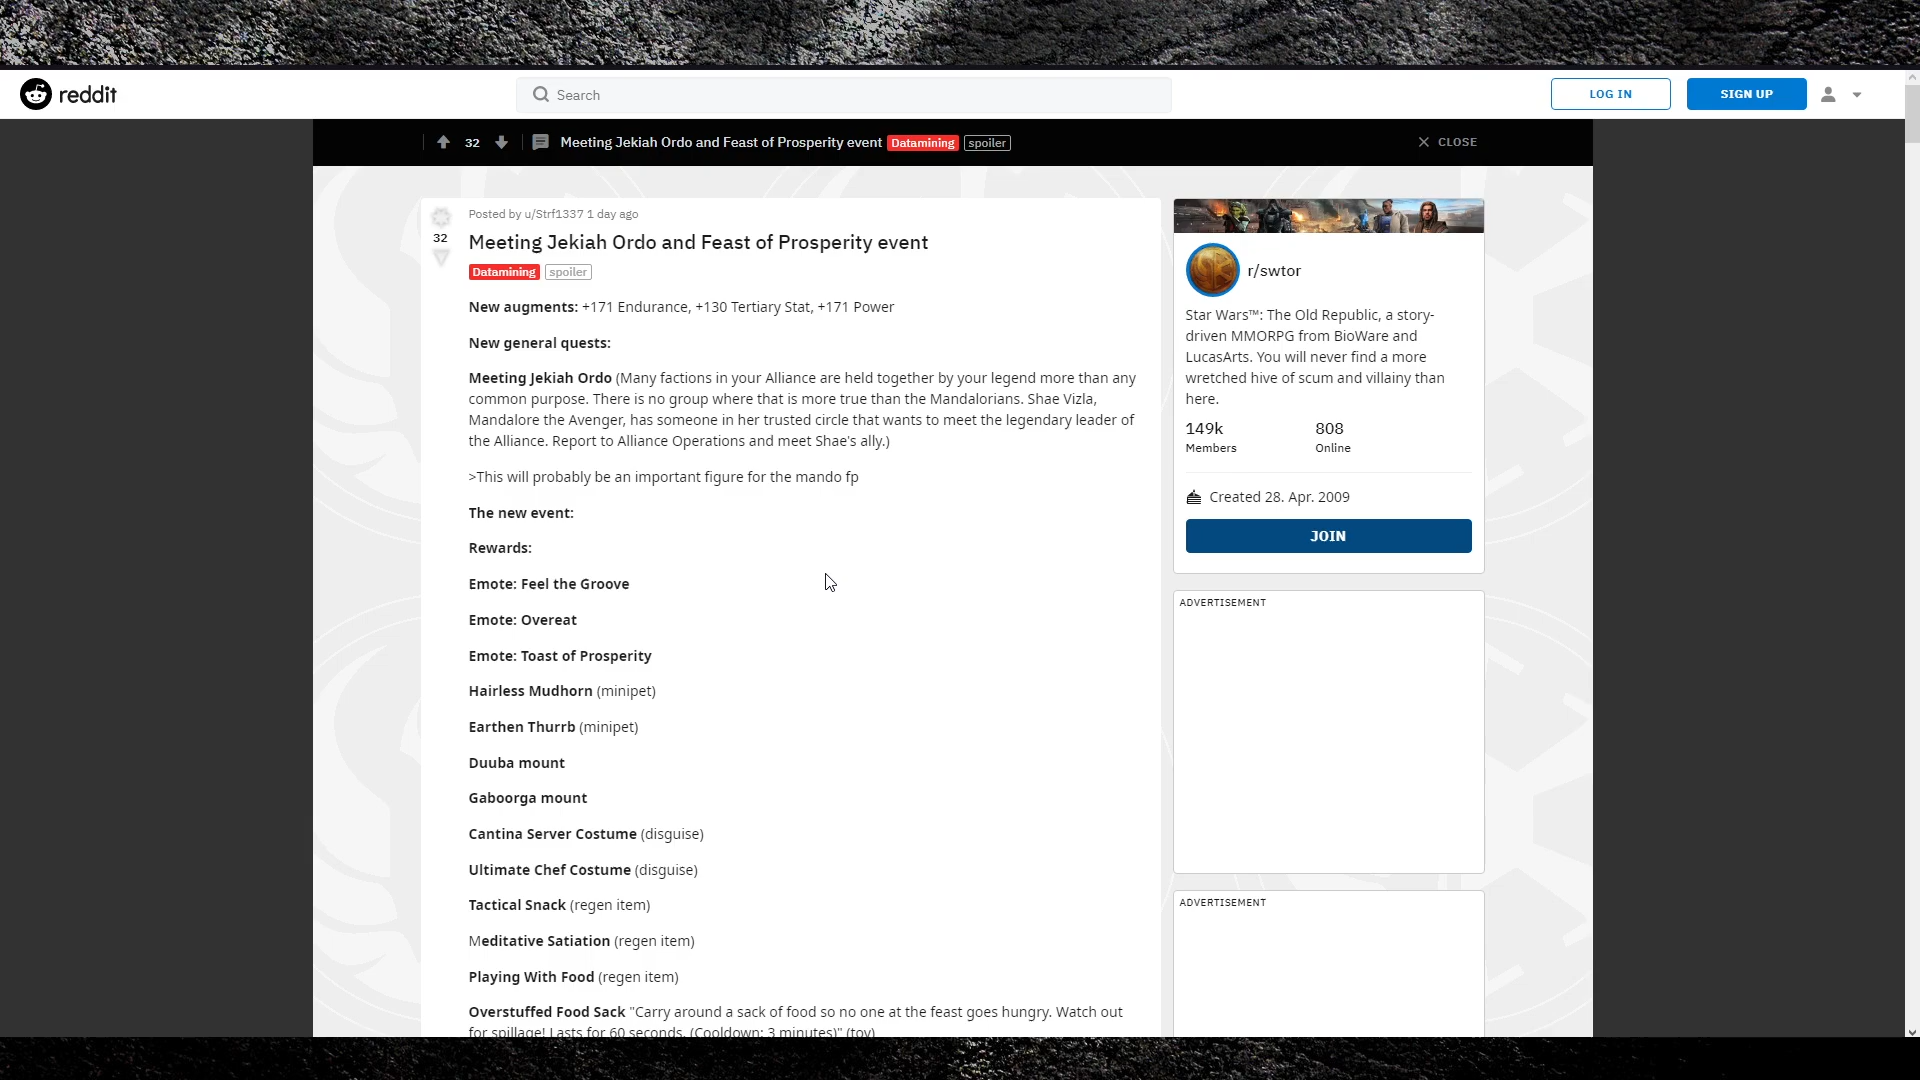 reddit
Search
LOG IN
SIGN UP
32
Meeting Jekiah Ordo and Feast of Prosperity event Datamining spoiler
CLOSE
Posted by u/Strf1337 1 day ago
32
Meeting Jekiah Ordo and Feast of Prosperity event
Datamining spoiler
New augments: +171 Endurance, +130 Tertiary Stat, +171 Power
New general quests:
Meeting Jekiah Ordo (Many factions in your Alliance are held together by your legend more than any
common purpose. There is no group where that is more true than the Mandalorians. Shae Vizla,
Mandalore the Avenger, has someone in her trusted circle that wants to meet the legendary leader of
the Alliance. Report to Alliance Operations and meet Shae's ally.)
>This will probably be an important figure for the mando fp
The new event:
Rewards:
Emote: Feel the Groove
Emote: Overeat
Emote: Toast of Prosperity
Hairless Mudhorn (minipet)
Earthen Thurrb (minipet)
Duuba mount
Gaboorga mount
Cantina Server Costume (disguise)
Ultimate Chef Costume (disguise)
Tactical Snack (regen item)
Meditative Satiation (regen item)
Playing With Food (regen item)
Overstuffed Food Sack "Carry around a sack of food so no one at the feast goes hungry. Watch out
for spillage! Lasts for 60 seconds. (Cooldown: 3 minutes)" (toy)
r/swtor
Star Wars™: The Old Republic, a story-
driven MMORPG from BioWare and
LucasArts. You will never find a more
wretched hive of scum and villainy than
here.
149k
808
Members
Online
Created 28. Apr. 2009
JOIN
ADVERTISEMENT
ADVERTISEMENT